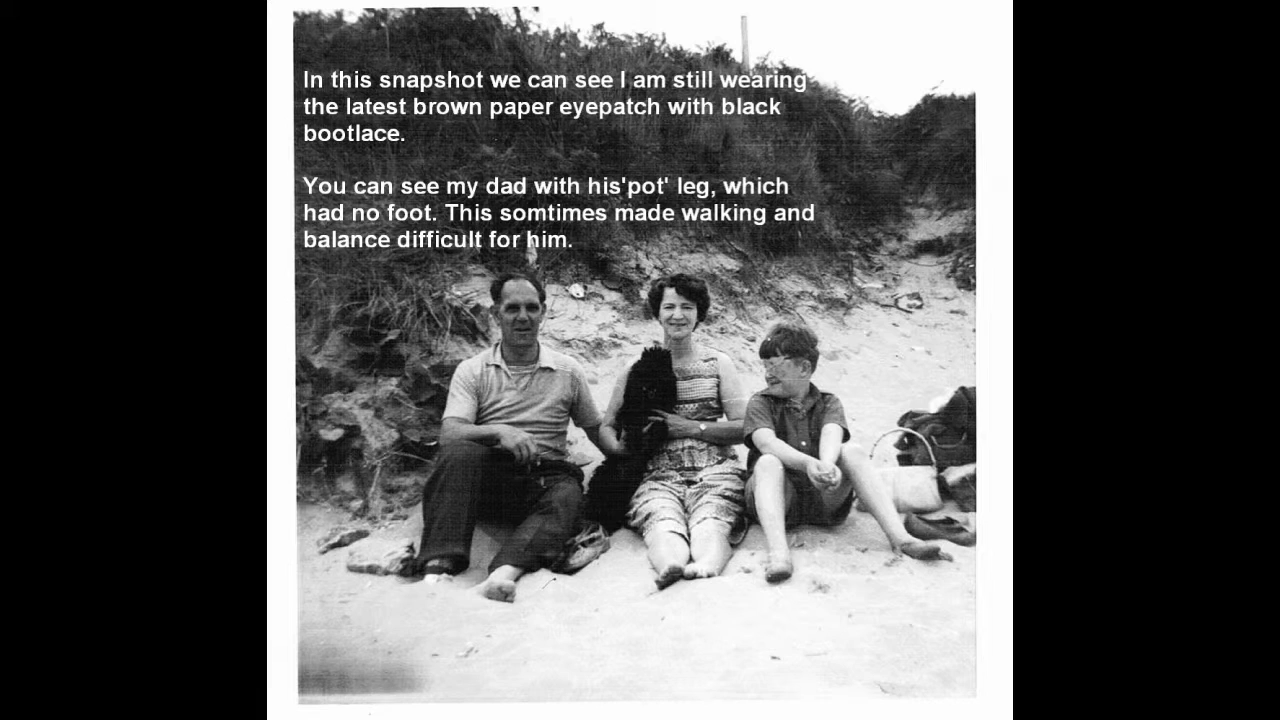 In this snapshot we can see I am still wearing
the latest brown paper eyepatch with black
bootlace.
You can see my dad with his'pot' leg, which
had no foot. This somtimes made walking and
balance difficult for him.